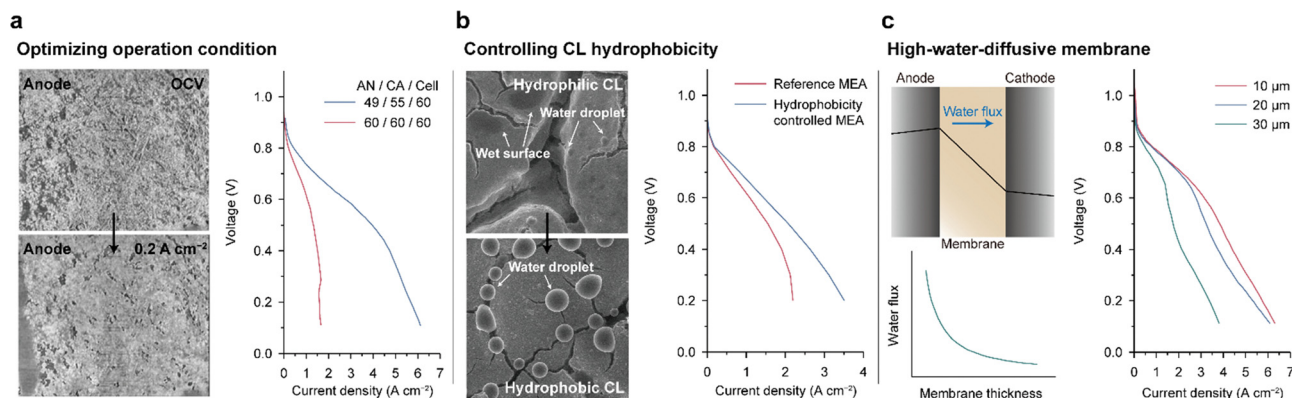 a
Optimizing operation condition
Anode
OCV
Anode
0.2 A cm⁻²
AN / CA / Cell
49 / 55 / 60
60 / 60 / 60
1.0
0.8
0.6
0.4
0.2
0.0
Voltage (V)
0 1 2 3 4 5 6 7
Current density (A cm⁻²)
b
Controlling CL hydrophobicity
Hydrophilic CL
Water droplet
Wet surface
Water droplet
Hydrophobic CL
Reference MEA
Hydrophobicity
controlled MEA
1.0
0.8
0.6
0.4
0.2
0.0
Voltage (V)
0 1 2 3 4
Current density (A cm⁻²)
c
High-water-diffusive membrane
Anode
Cathode
Water flux
Membrane
Water flux
Membrane thickness
10 μm
20 μm
30 μm
1.0
0.8
0.6
0.4
0.2
0.0
Voltage (V)
0 1 2 3 4 5 6 7
Current density (A cm⁻²)